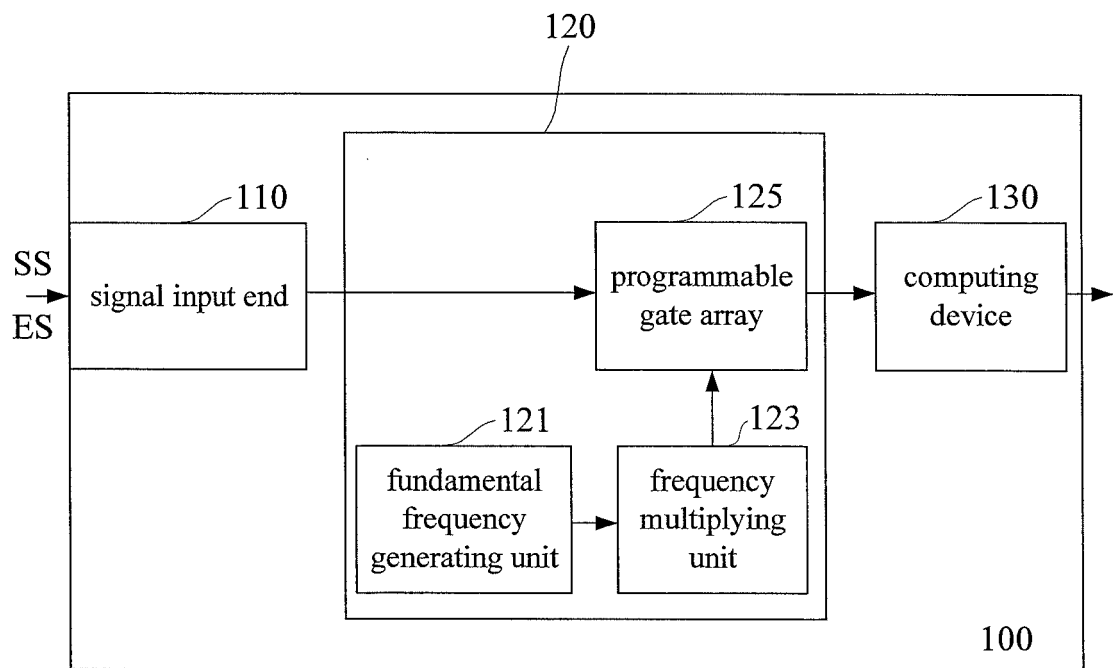 120
110
125
130
SS
ES
signal input end
programmable
gate array
computing
device
121
123
fundamental
frequency
generating unit
frequency
multiplying
unit
100